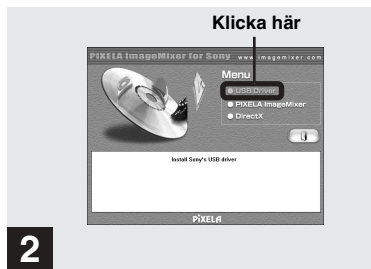 Klicka här
PIXELA ImageMixer for Sony www.imagemixer.com
Menu
USB Driver
PIXELA ImageMixer
DirectX
Install Sony's USB driver
PIXELA
2